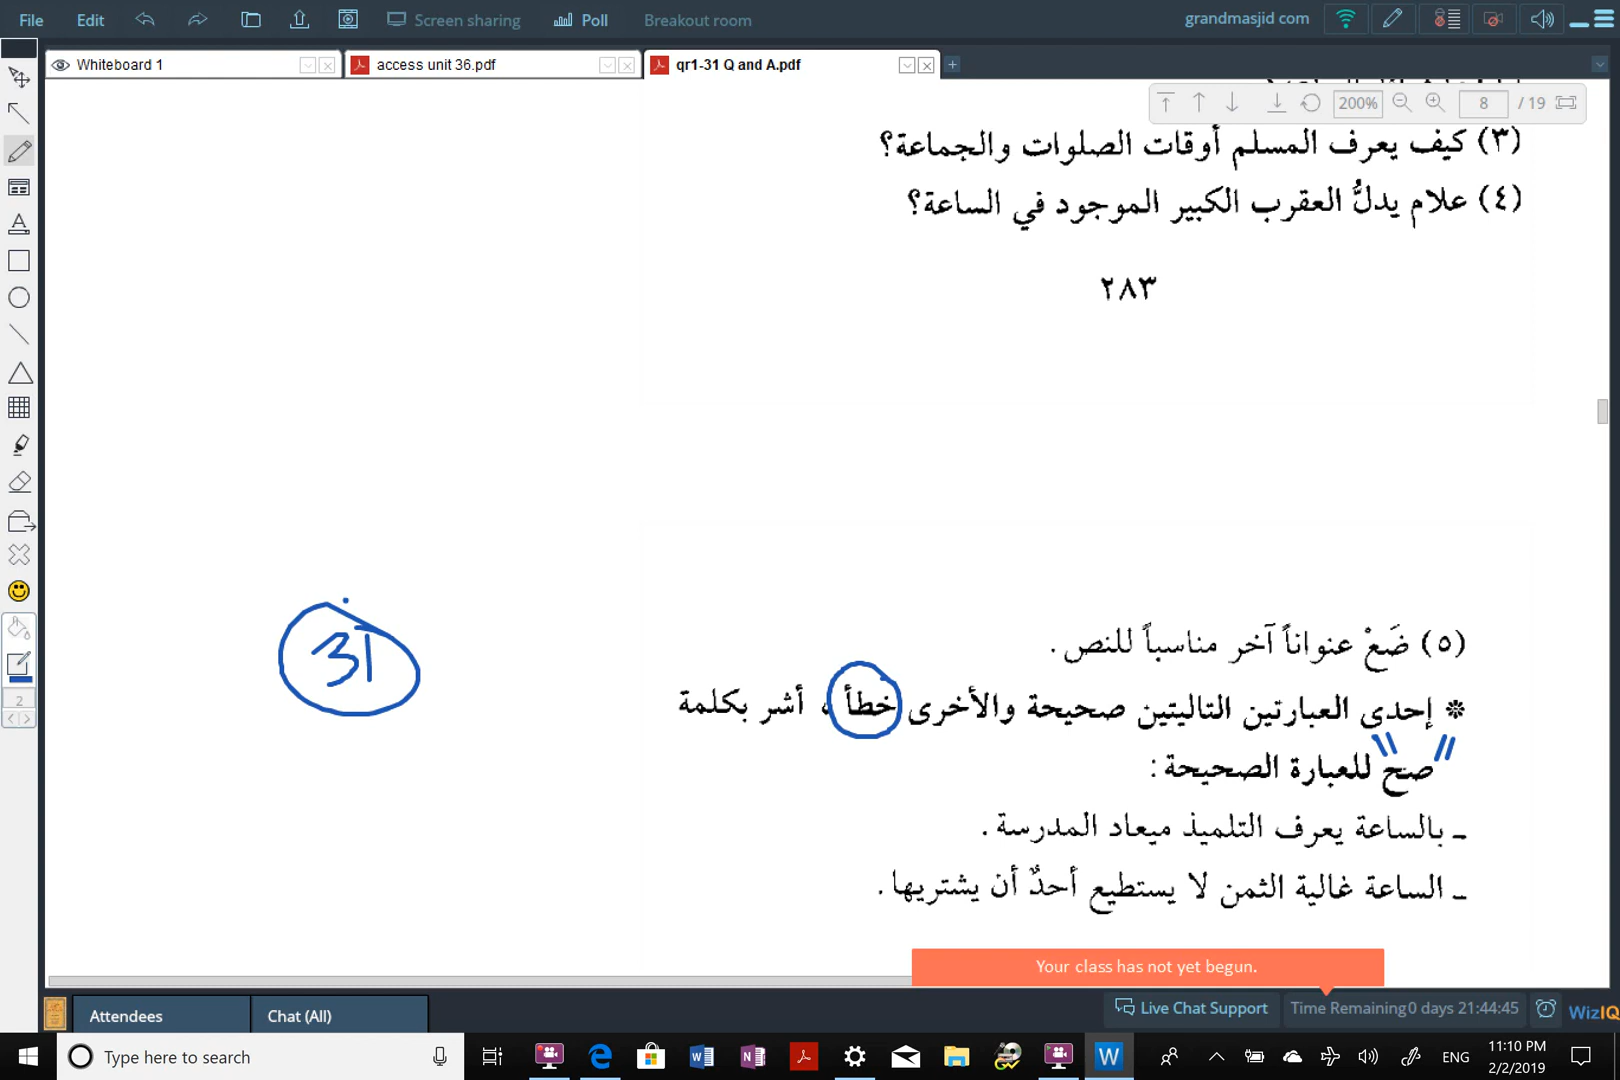 File Edit Screen sharing Poll Breakout room grandmasjid com
Whiteboard 1 access unit 36.pdf qr1-31 Q and A.pdf
200% 8 / 19
(٣) كيف يعرف المسلم أوقات الصلوات والجماعة؟
(٤) علام يدلُّ العقرب الكبير الموجود في الساعة؟
٢٨٣
(٥) ضَعْ عنواناً آخر مناسباً للنص .
31
❊ إحدى العبارتين التاليتين صحيحة والأخرى خطأ ، أشر بكلمة
"صح" للعبارة الصحيحة :
ـ بالساعة يعرف التلميذ ميعاد المدرسة .
ـ الساعة غالية الثمن لا يستطيع أحدٌ أن يشتريها .
2
Your class has not yet begun.
Attendees Chat (All) Live Chat Support Time Remaining0 days 21:44:45 WizIQ
Type here to search ENG 11:10 PM
2/2/2019